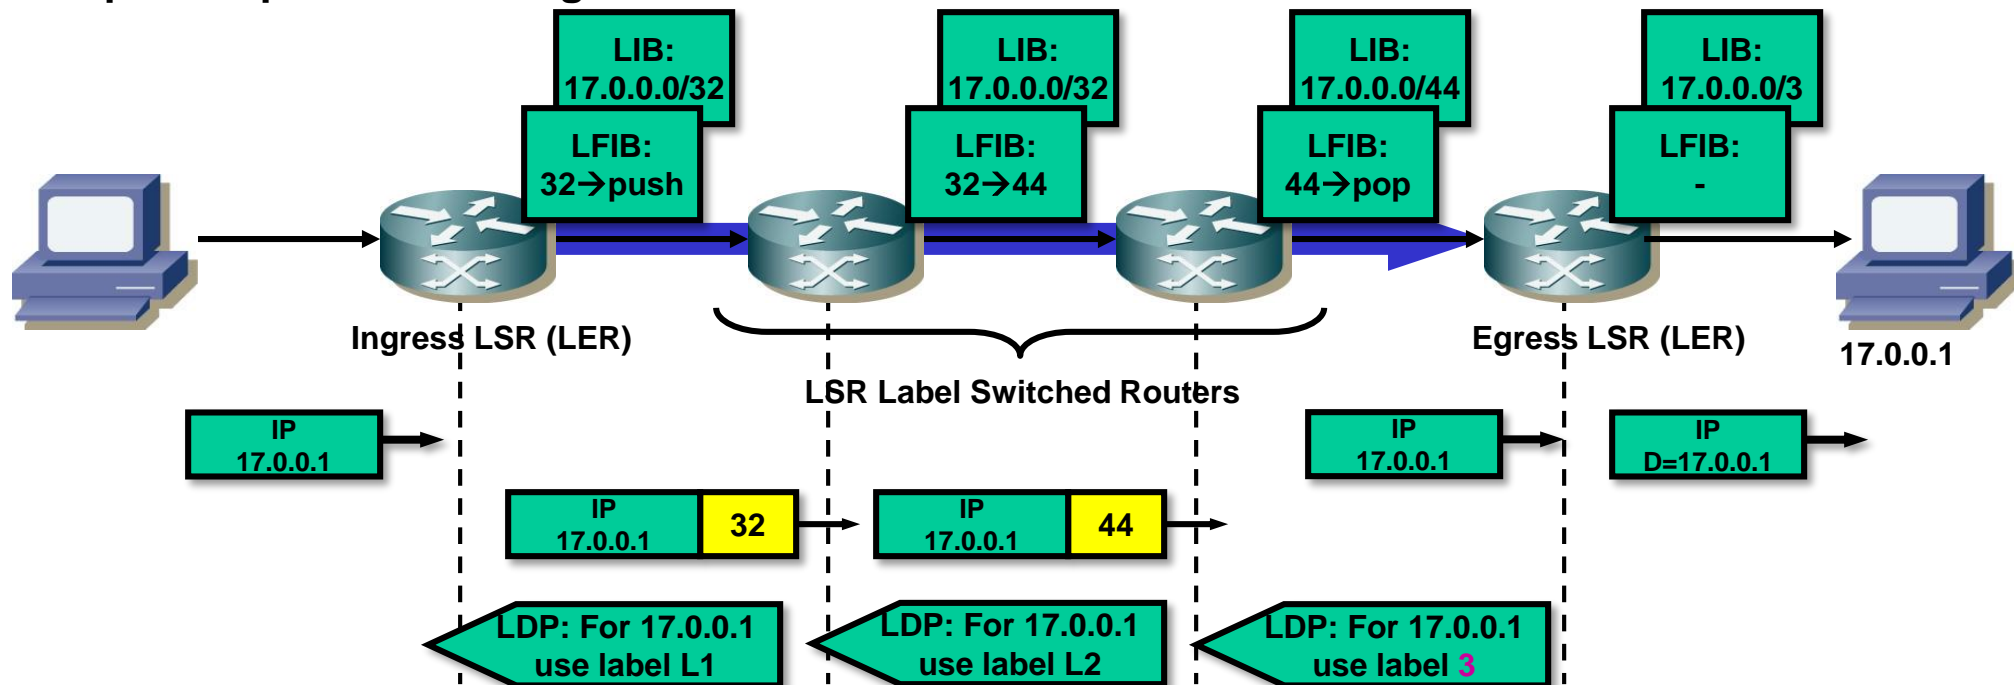 LIB:
17.0.0.0/32
LIB:
17.0.0.0/32
LIB:
17.0.0.0/44
LIB:
17.0.0.0/3
LFIB:
32→push
LFIB:
32→44
LFIB:
44→pop
LFIB:
-
Ingress LSR (LER)
Egress LSR (LER)
17.0.0.1
LSR Label Switched Routers
IP
17.0.0.1
IP
17.0.0.1
IP
D=17.0.0.1
IP
17.0.0.1
32
IP
17.0.0.1
44
LDP: For 17.0.0.1
use label L1
LDP: For 17.0.0.1
use label L2
LDP: For 17.0.0.1
use label 3